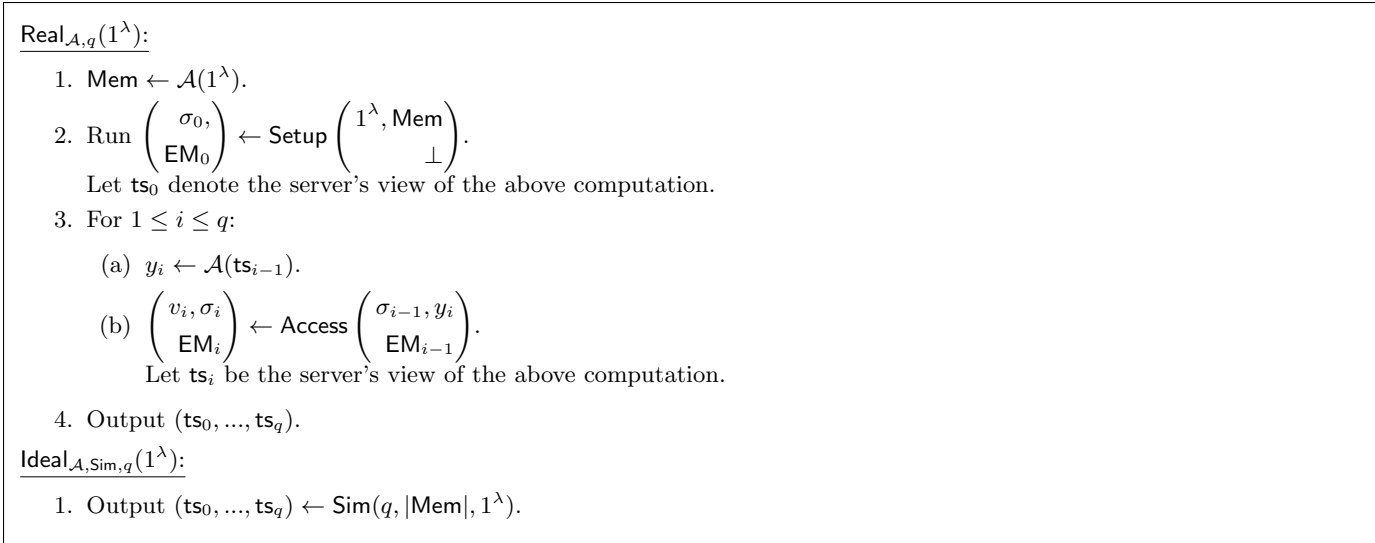 Real_{𝒜,q}(1^λ):
1. Mem ← 𝒜(1^λ).
2. Run (σ_0, EM_0) ← Setup (1^λ, Mem ⊥).
Let ts_0 denote the server's view of the above computation.
3. For 1 ≤ i ≤ q:
(a) y_i ← 𝒜(ts_{i−1}).
(b) (v_i, σ_i EM_i) ← Access (σ_{i−1}, y_i EM_{i−1}).
Let ts_i be the server's view of the above computation.
4. Output (ts_0, ..., ts_q).
Ideal_{𝒜,Sim,q}(1^λ):
1. Output (ts_0, ..., ts_q) ← Sim(q, |Mem|, 1^λ).